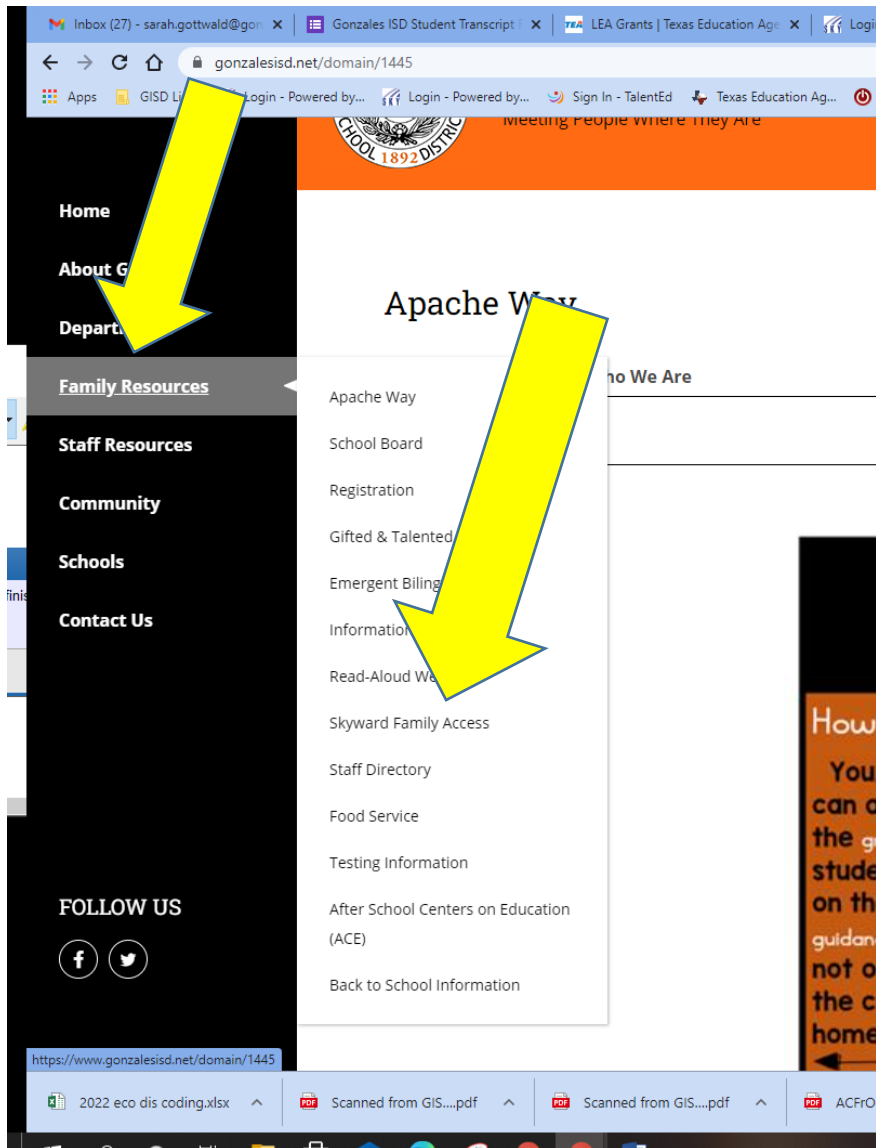 Inbox (27) - sarah.gottwald@gon
Gonzales ISD Student Transcript
LEA Grants | Texas Education Age
Logi
gonzalesisd.net/domain/1445
Apps
GISD Li
Login - Powered by...
Login - Powered by...
Sign In - TalentEd
Texas Education Ag...
Meeting People Where They Are
SCHOOL 1892 DISTRICT
Home
About G
Apache Way
Depart
Family Resources
Who We Are
Apache Way
Staff Resources
School Board
Registration
Community
Gifted & Talented
Schools
Emergent Biling
finis
Contact Us
Information
Read-Aloud We
Skyward Family Access
How
Staff Directory
You
can
Food Service
the
Testing Information
stude
FOLLOW US
After School Centers on Education
on th
(ACE)
guidan
not o
Back to School Information
the c
home
https://www.gonzalesisd.net/domain/1445
2022 eco dis coding.xlsx
Scanned from GIS....pdf
Scanned from GIS....pdf
ACFrO